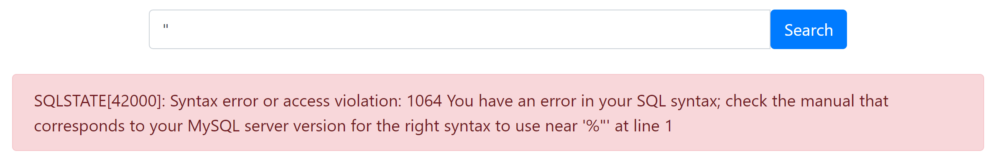 "
Search
SQLSTATE[42000]: Syntax error or access violation: 1064 You have an error in your SQL syntax; check the manual that
corresponds to your MySQL server version for the right syntax to use near '%"' at line 1